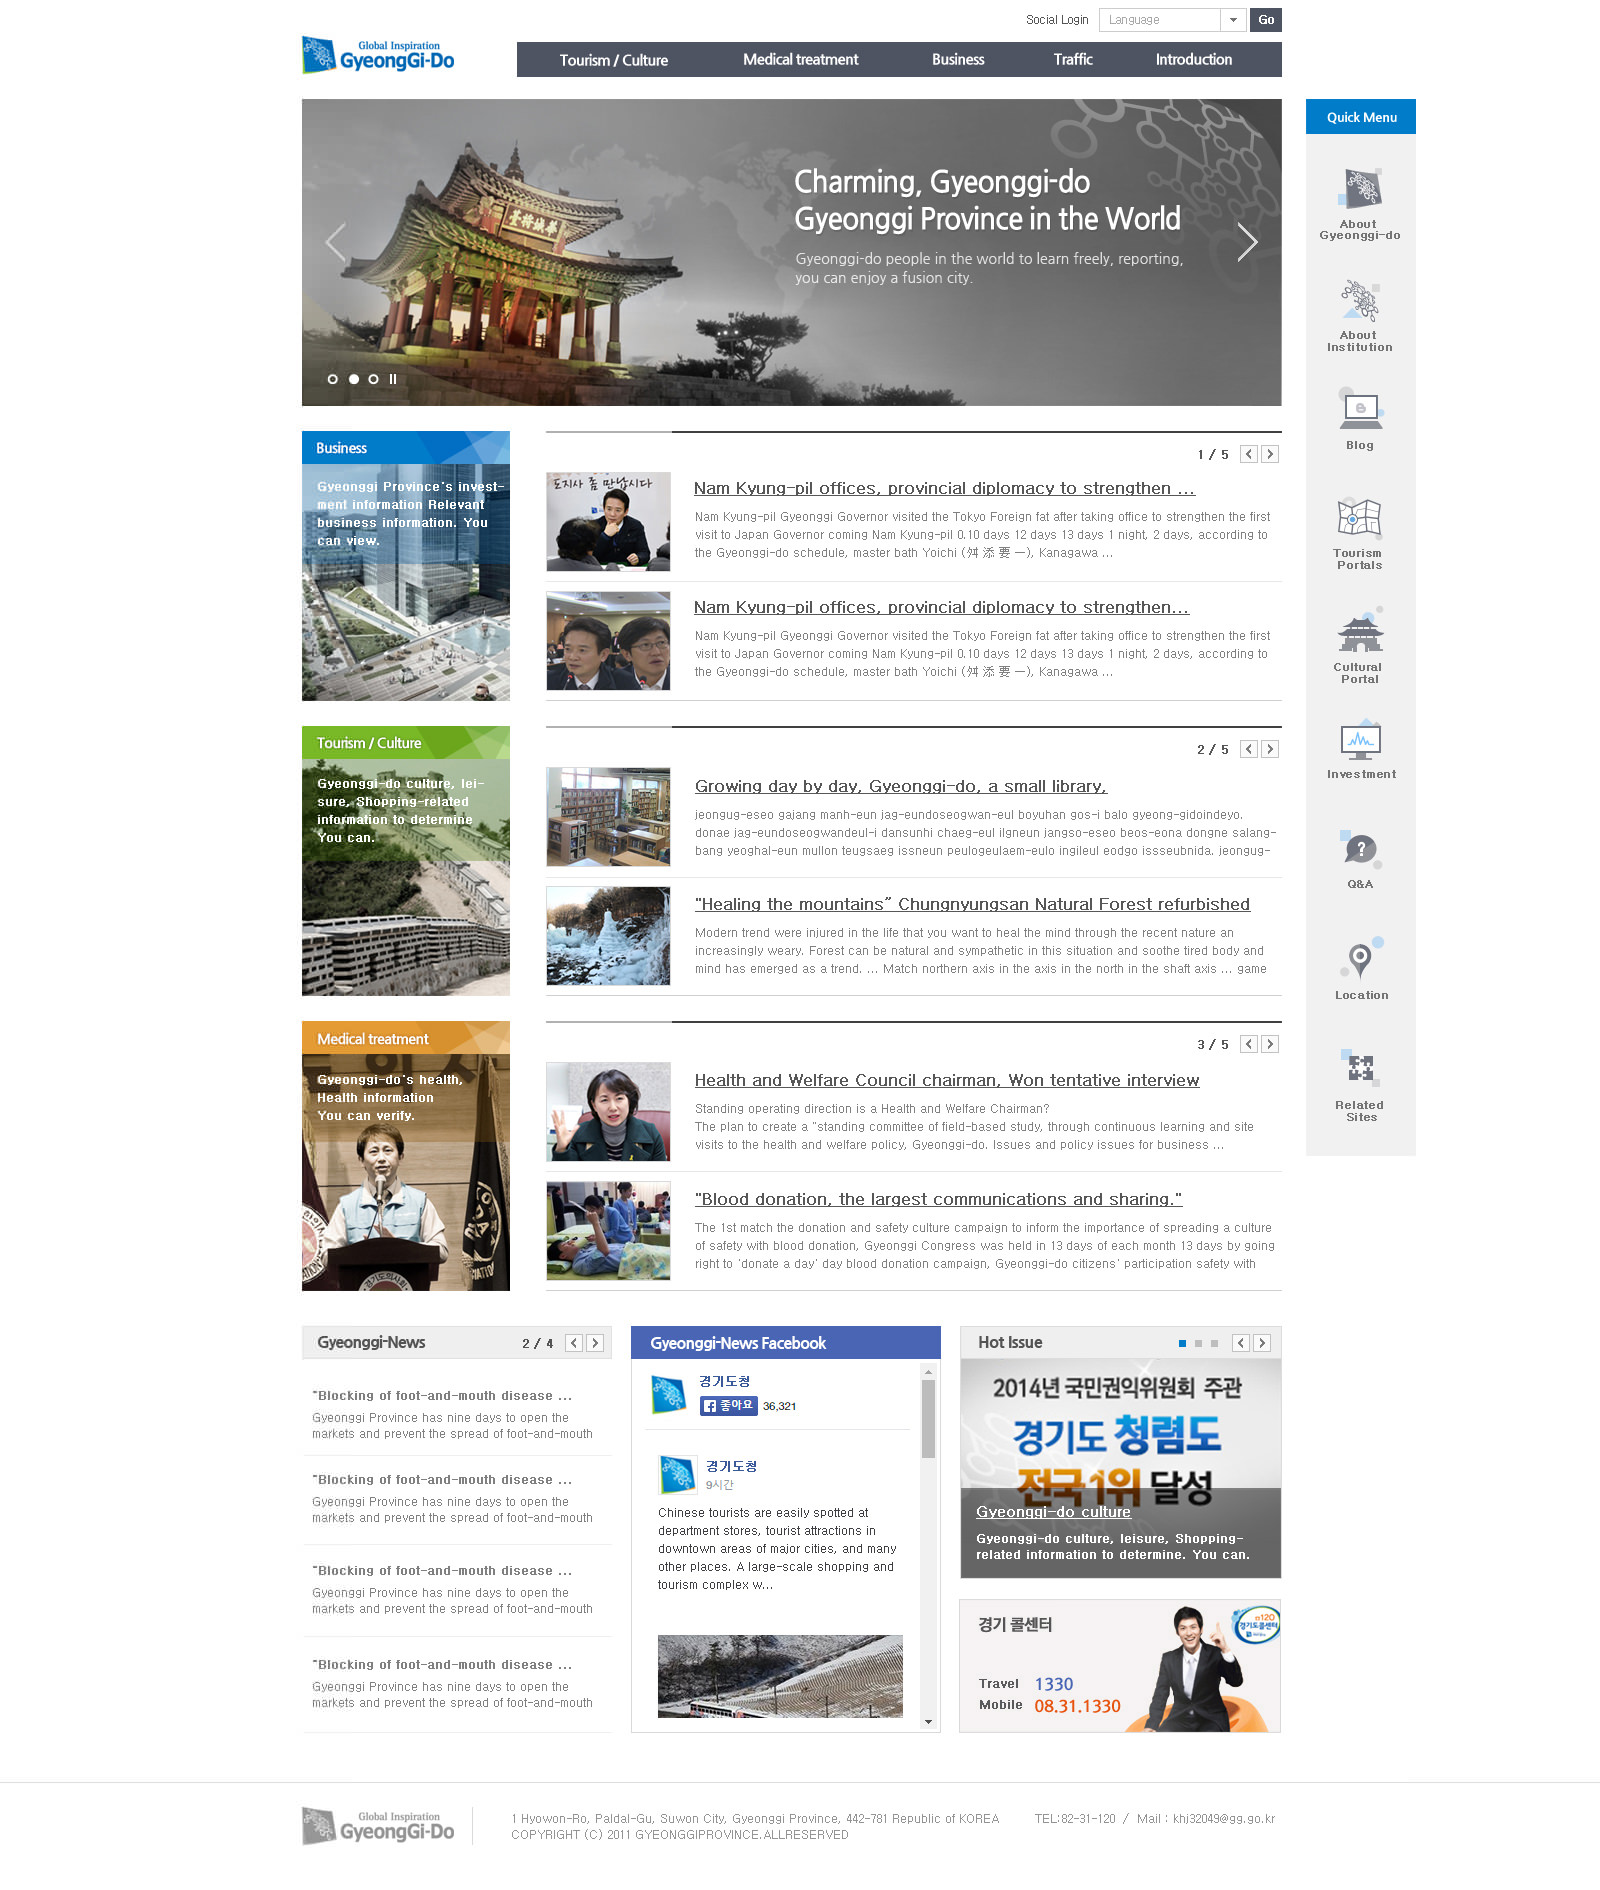 Social Login
Language
Go
Global Inspiration
GyeongGi-Do
Tourism / Culture
Medical treatment
Business
Traffic
Introduction
Charming, Gyeonggi-do
Gyeonggi Province in the World
Gyeonggi-do people in the world to learn freely, reporting,
you can enjoy a fusion city.
Quick Menu
About
Gyeonggi-do
About
Institution
Blog
Tourism
Portals
Cultural
Portal
Investment
Q&A
Location
Related
Sites
Business
Gyeonggi Province's invest-
ment information Relevant
business information. You
can view.
1 / 5
도지사 좀 만납시다
Nam Kyung-pil offices, provincial diplomacy to strengthen ...
Nam Kyung-pil Gyeonggi Governor visited the Tokyo Foreign fat after taking office to strengthen the first
visit to Japan Governor coming Nam Kyung-pil 0.10 days 12 days 13 days 1 night, 2 days, according to
the Gyeonggi-do schedule, master bath Yoichi (舛 添 要 一), Kanagawa ...
Nam Kyung-pil offices, provincial diplomacy to strengthen...
Nam Kyung-pil Gyeonggi Governor visited the Tokyo Foreign fat after taking office to strengthen the first
visit to Japan Governor coming Nam Kyung-pil 0.10 days 12 days 13 days 1 night, 2 days, according to
the Gyeonggi-do schedule, master bath Yoichi (舛 添 要 一), Kanagawa ...
Tourism / Culture
Gyeonggi-do culture, lei-
sure, Shopping-related
information to determine
You can.
2 / 5
Growing day by day, Gyeonggi-do, a small library,
jeongug-eseo gajang manh-eun jag-eundoseogwan-eul boyuhan gos-i balo gyeong-gidoindeyo.
donae jag-eundoseogwandeul-i dansunhi chaeg-eul ilgneun jangso-eseo beos-eona dongne salang-
bang yeoghal-eun mullon teugsaeg issneun peulogeulaem-eulo ingileul eodgo issseubnida. jeongug-
"Healing the mountains” Chungnyungsan Natural Forest refurbished
Modern trend were injured in the life that you want to heal the mind through the recent nature an
increasingly weary. Forest can be natural and sympathetic in this situation and soothe tired body and
mind has emerged as a trend. ... Match northern axis in the axis in the north in the shaft axis ... game
Medical treatment
Gyeonggi-do's health,
Health information
You can verify.
3 / 5
Health and Welfare Council chairman, Won tentative interview
Standing operating direction is a Health and Welfare Chairman?
The plan to create a "standing committee of field-based study, through continuous learning and site
visits to the health and welfare policy, Gyeonggi-do. Issues and policy issues for business ...
"Blood donation, the largest communications and sharing."
The 1st match the donation and safety culture campaign to inform the importance of spreading a culture
of safety with blood donation, Gyeonggi Congress was held in 13 days of each month 13 days by going
right to 'donate a day' day blood donation campaign, Gyeonggi-do citizens' participation safety with
Gyeonggi-News
2 / 4
"Blocking of foot-and-mouth disease ...
Gyeonggi Province has nine days to open the
markets and prevent the spread of foot-and-mouth
"Blocking of foot-and-mouth disease ...
Gyeonggi Province has nine days to open the
markets and prevent the spread of foot-and-mouth
"Blocking of foot-and-mouth disease ...
Gyeonggi Province has nine days to open the
markets and prevent the spread of foot-and-mouth
"Blocking of foot-and-mouth disease ...
Gyeonggi Province has nine days to open the
markets and prevent the spread of foot-and-mouth
Gyeonggi-News Facebook
경기도청
좋아요 36,321
경기도청
9시간
Chinese tourists are easily spotted at
department stores, tourist attractions in
downtown areas of major cities, and many
other places. A large-scale shopping and
tourism complex w...
Hot Issue
2014년 국민권익위원회 주관
경기도 청렴도
전국1위 달성
Gyeonggi-do culture
Gyeonggi-do culture, leisure, Shopping-
related information to determine. You can.
경기 콜센터
120
경기도콜센터
Travel 1330
Mobile 08.31.1330
Global Inspiration
GyeongGi-Do
1 Hyowon-Ro, Paldal-Gu, Suwon City, Gyeonggi Province, 442-781 Republic of KOREA
TEL:82-31-120 / Mail : khj32049@gg.go.kr
COPYRIGHT (C) 2011 GYEONGGIPROVINCE.ALLRESERVED